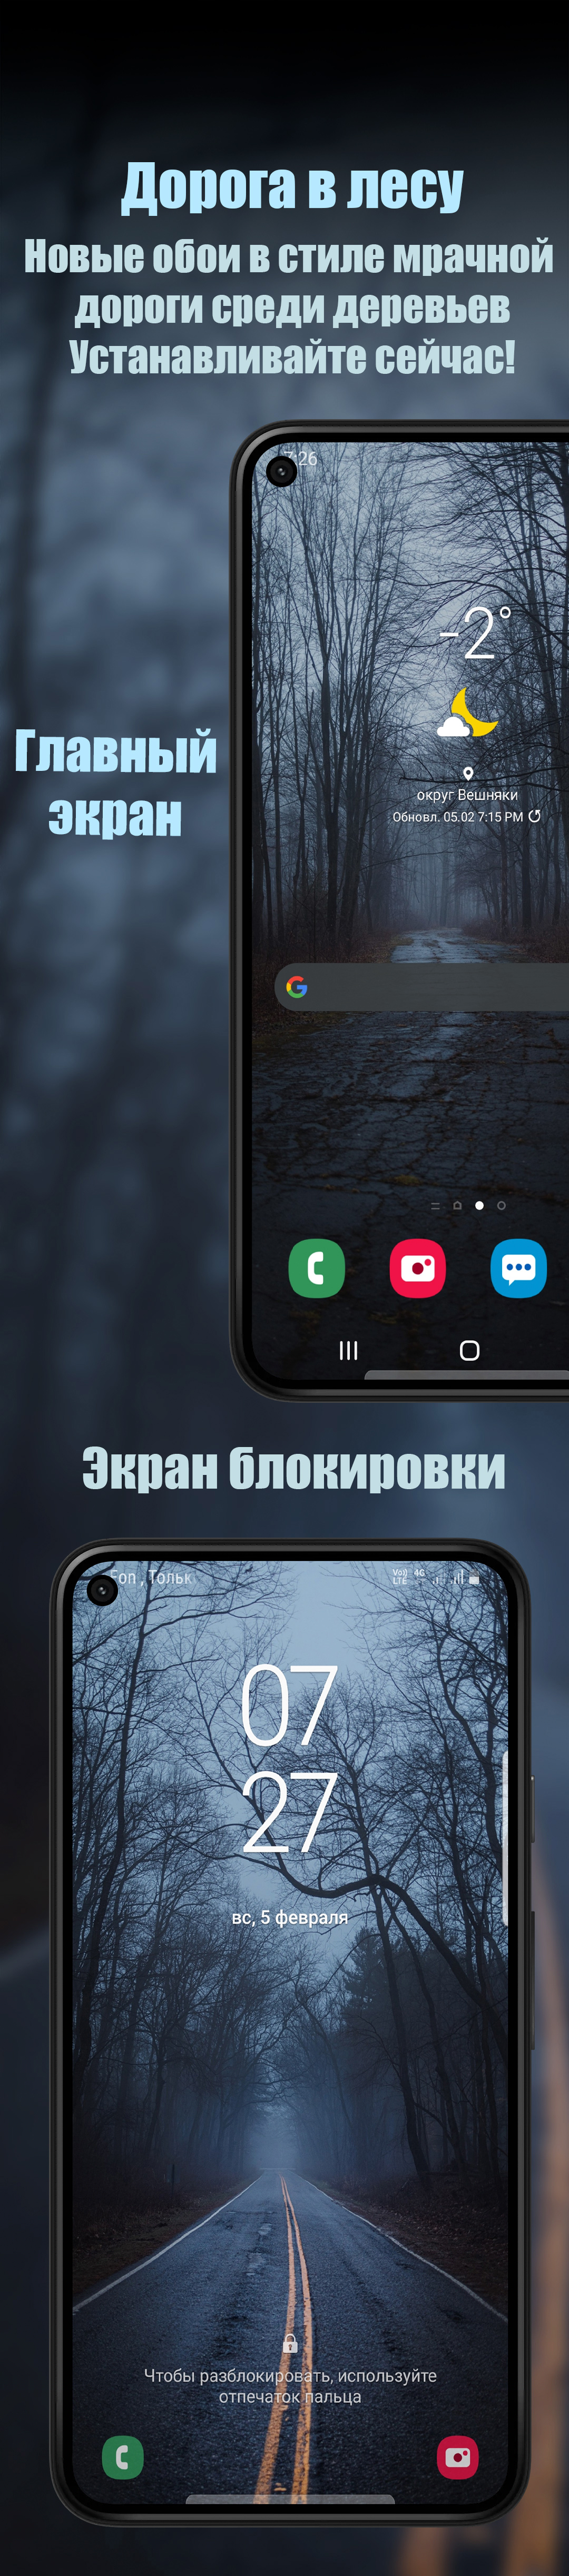 Дорога в лесу
Новые обои в стиле мрачной
дороги среди деревьев
Устанавливайте сейчас!
7:26
-2°
округ Вешняки
Обновл. 05.02 7:15 PM
Главный
экран
Экран блокировки
Fon , Тольк
Vo)) 4G
LTE
07
27
вс, 5 февраля
Чтобы разблокировать, используйте
отпечаток пальца